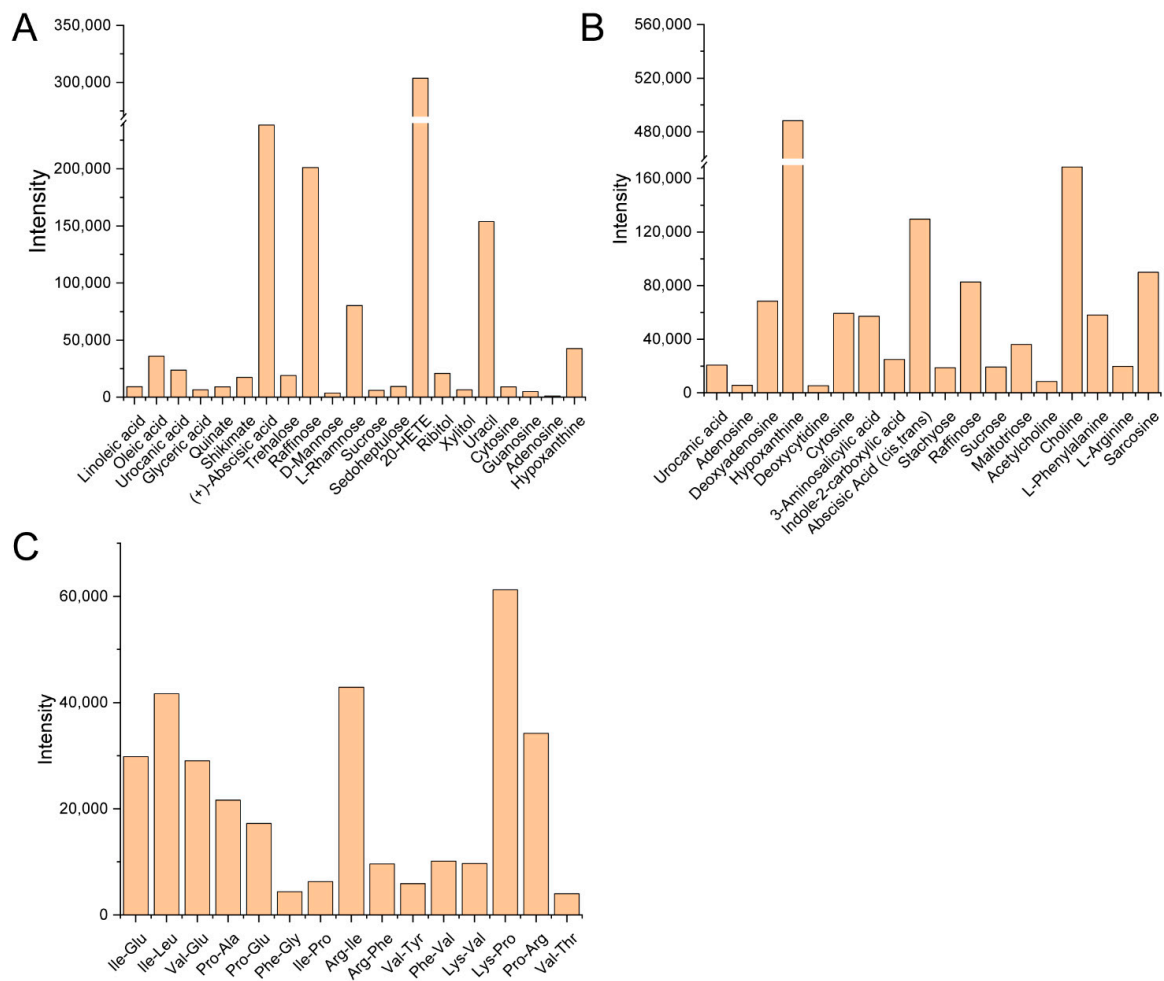 A
350,000
300,000
200,000
150,000
100,000
50,000
0
Intensity
Linoleic acid
Oleic acid
Urocanic acid
Glyceric acid
Quinate
Shikimate
(+)-Abscisic acid
Trehalose
Raffinose
D-Mannose
L-Rhamnose
Sucrose
Sedoheptulose
20-HETE
Ribitol
Xylitol
Uracil
Cytosine
Guanosine
Adenosine
Hypoxanthine
B
560,000
520,000
480,000
160,000
120,000
80,000
40,000
0
Intensity
Urocanic acid
Adenosine
Deoxyadenosine
Hypoxanthine
Deoxycytidine
Cytosine
3-Aminosalicylic acid
Indole-2-carboxylic acid
Abscisic Acid (cis,trans)
Stachyose
Raffinose
Sucrose
Maltotriose
Acetylcholine
Choline
L-Phenylalanine
L-Arginine
Sarcosine
C
60,000
40,000
20,000
0
Intensity
Ile-Glu
Ile-Leu
Val-Glu
Pro-Ala
Pro-Glu
Phe-Gly
Ile-Pro
Arg-Ile
Arg-Phe
Val-Tyr
Phe-Val
Lys-Val
Lys-Pro
Pro-Arg
Val-Thr